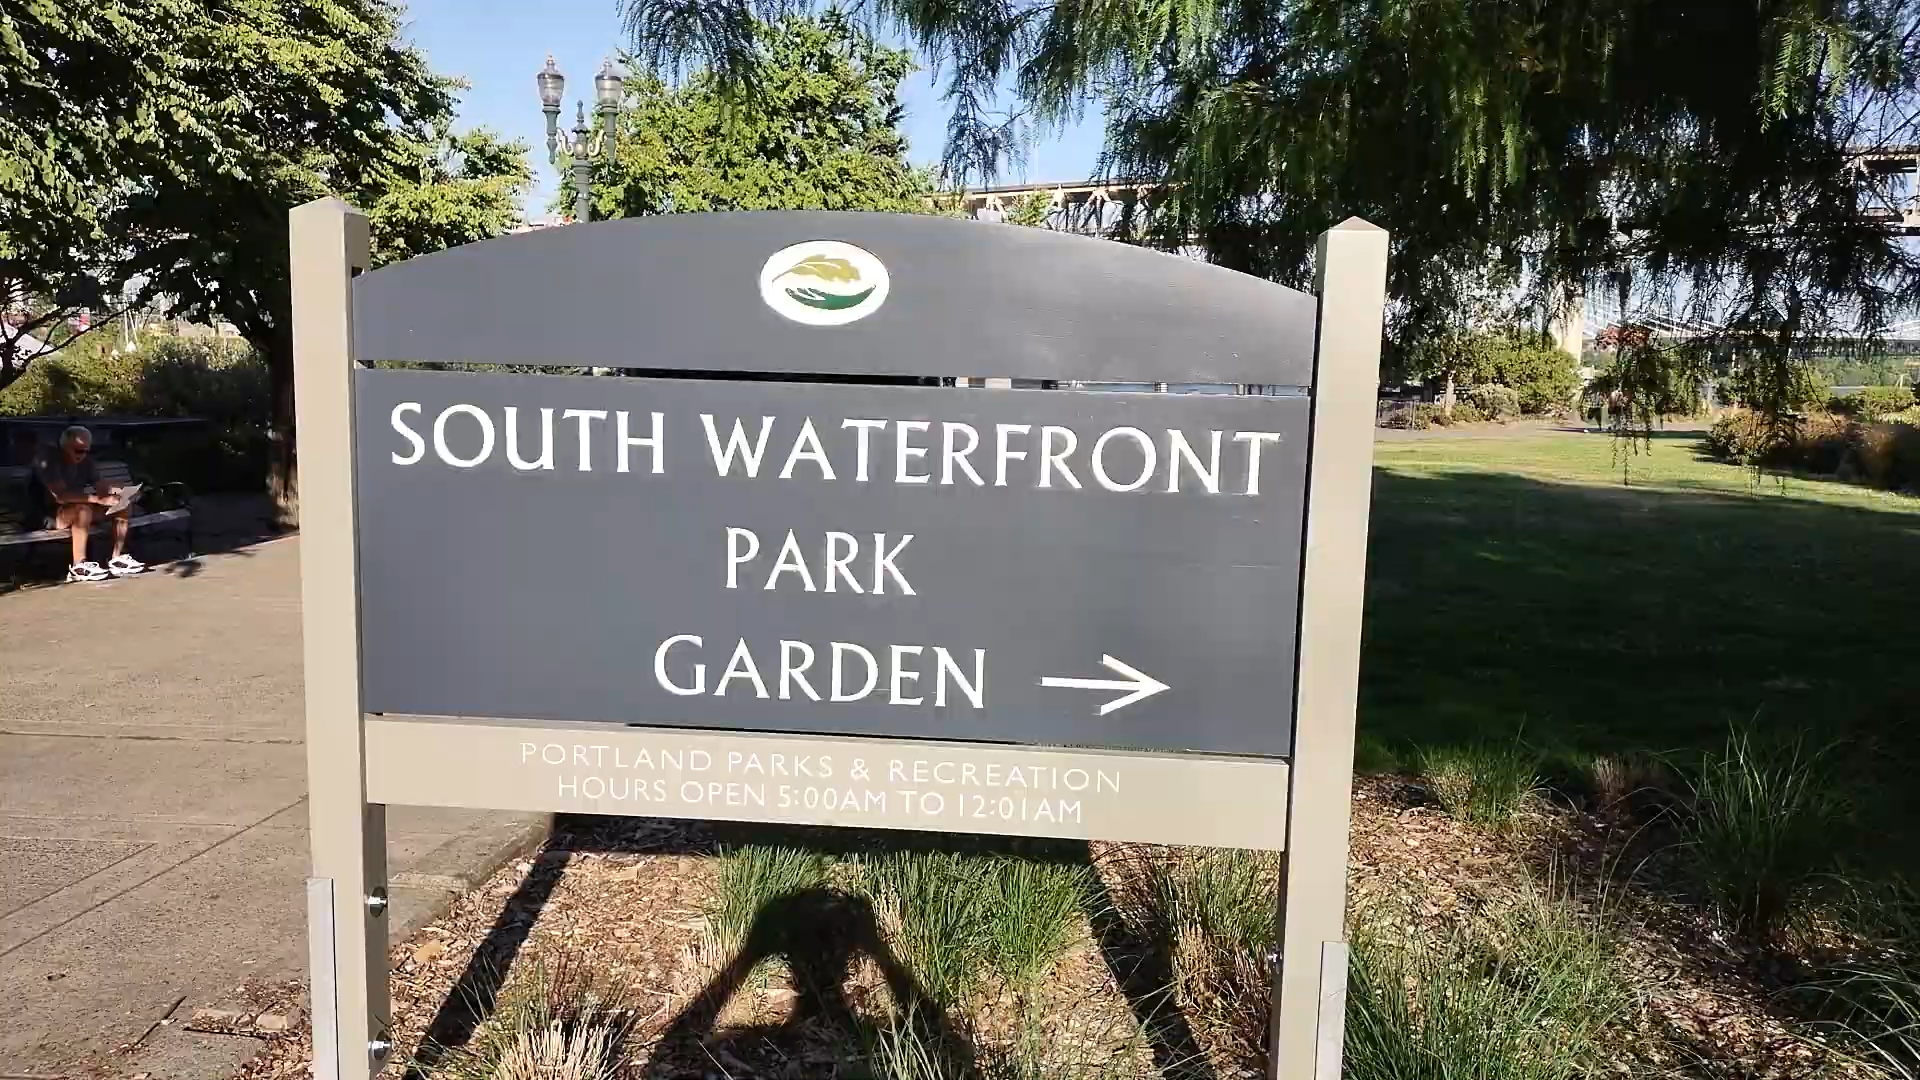 SOUTH WATERFRONT
PARK
GARDEN →
PORTLAND PARKS & RECREATION
HOURS OPEN 5:00AM TO 12:01AM